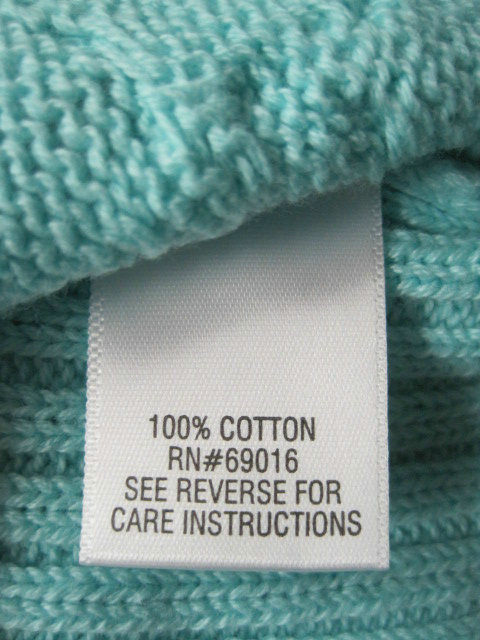 100% COTTON
RN#69016
SEE REVERSE FOR
CARE INSTRUCTIONS